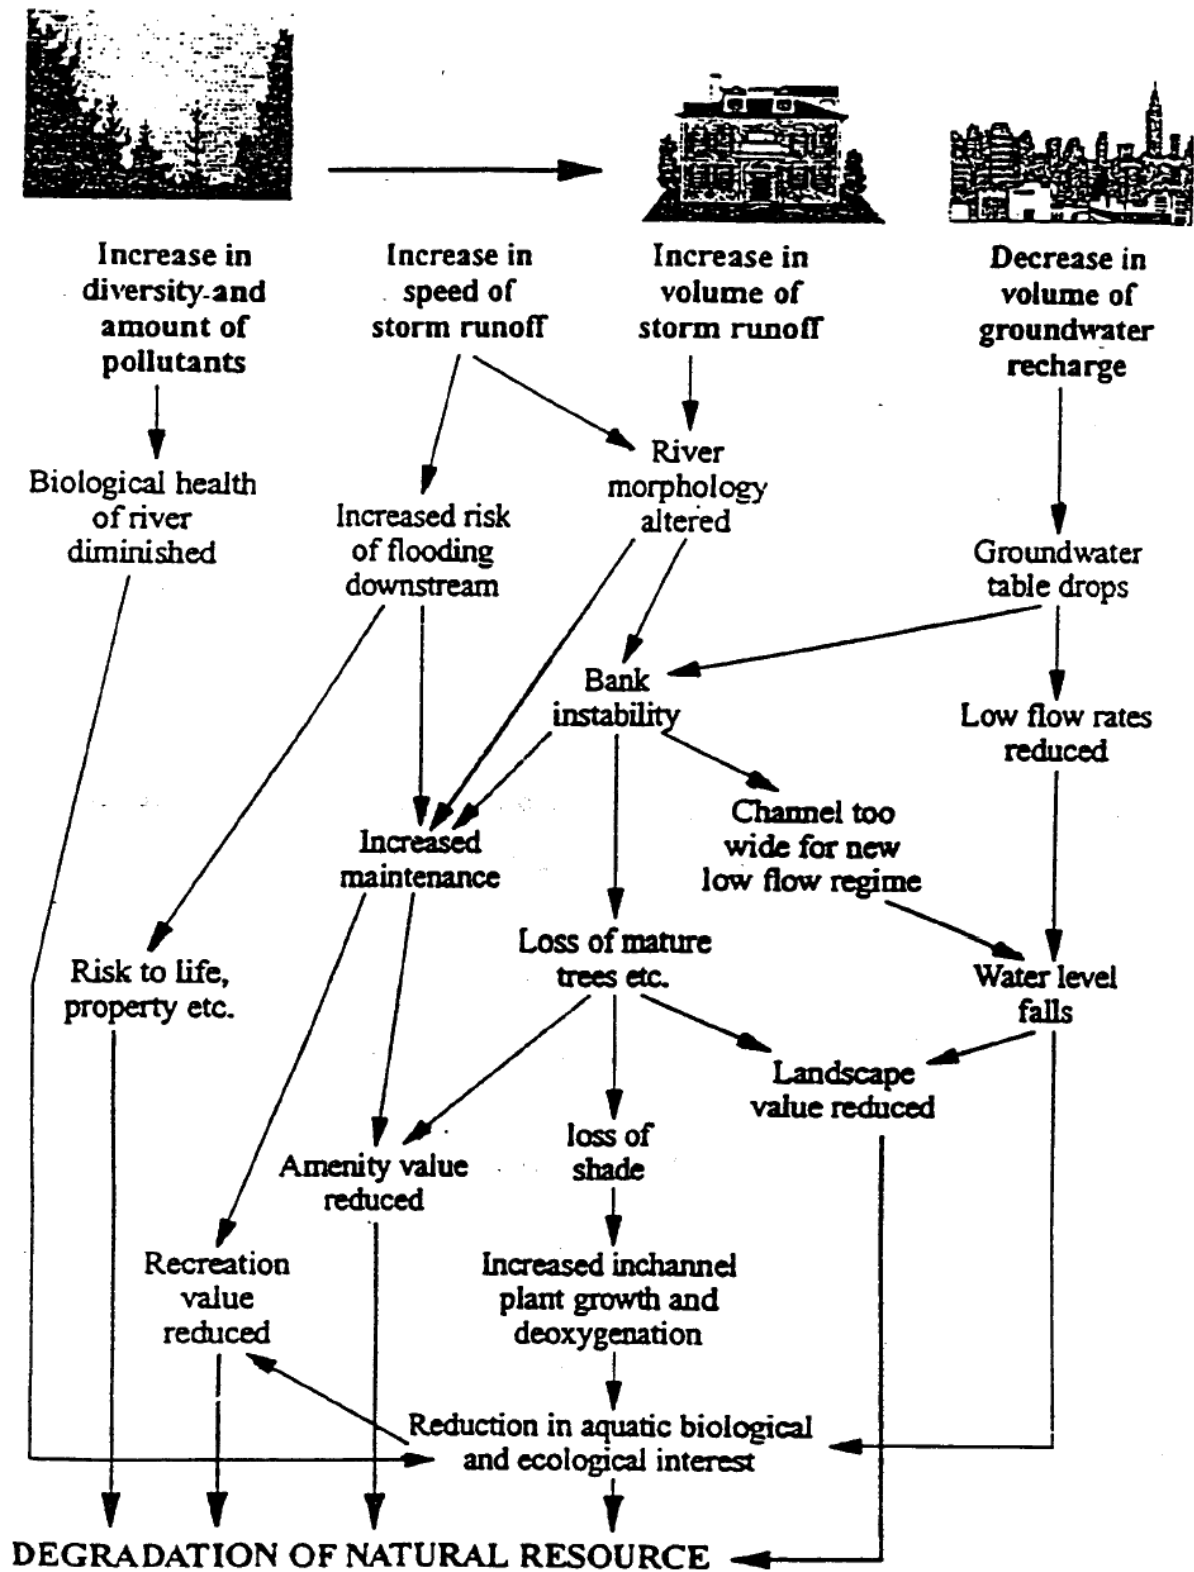 Increase in
diversity and
amount of
pollutants
Increase in
speed of
storm runoff
Increase in
volume of
storm runoff
Decrease in
volume of
groundwater
recharge
Biological health
of river
diminished
Increased risk
of flooding
downstream
River
morphology
altered
Groundwater
table drops
Bank
instability
Low flow rates
reduced
Increased
maintenance
Channel too
wide for new
low flow regime
Risk to life,
property etc.
Loss of mature
trees etc.
Water level
falls
Landscape
value reduced
Amenity value
reduced
loss of
shade
Recreation
value
reduced
Increased inchannel
plant growth and
deoxygenation
Reduction in aquatic biological
and ecological interest
DEGRADATION OF NATURAL RESOURCE